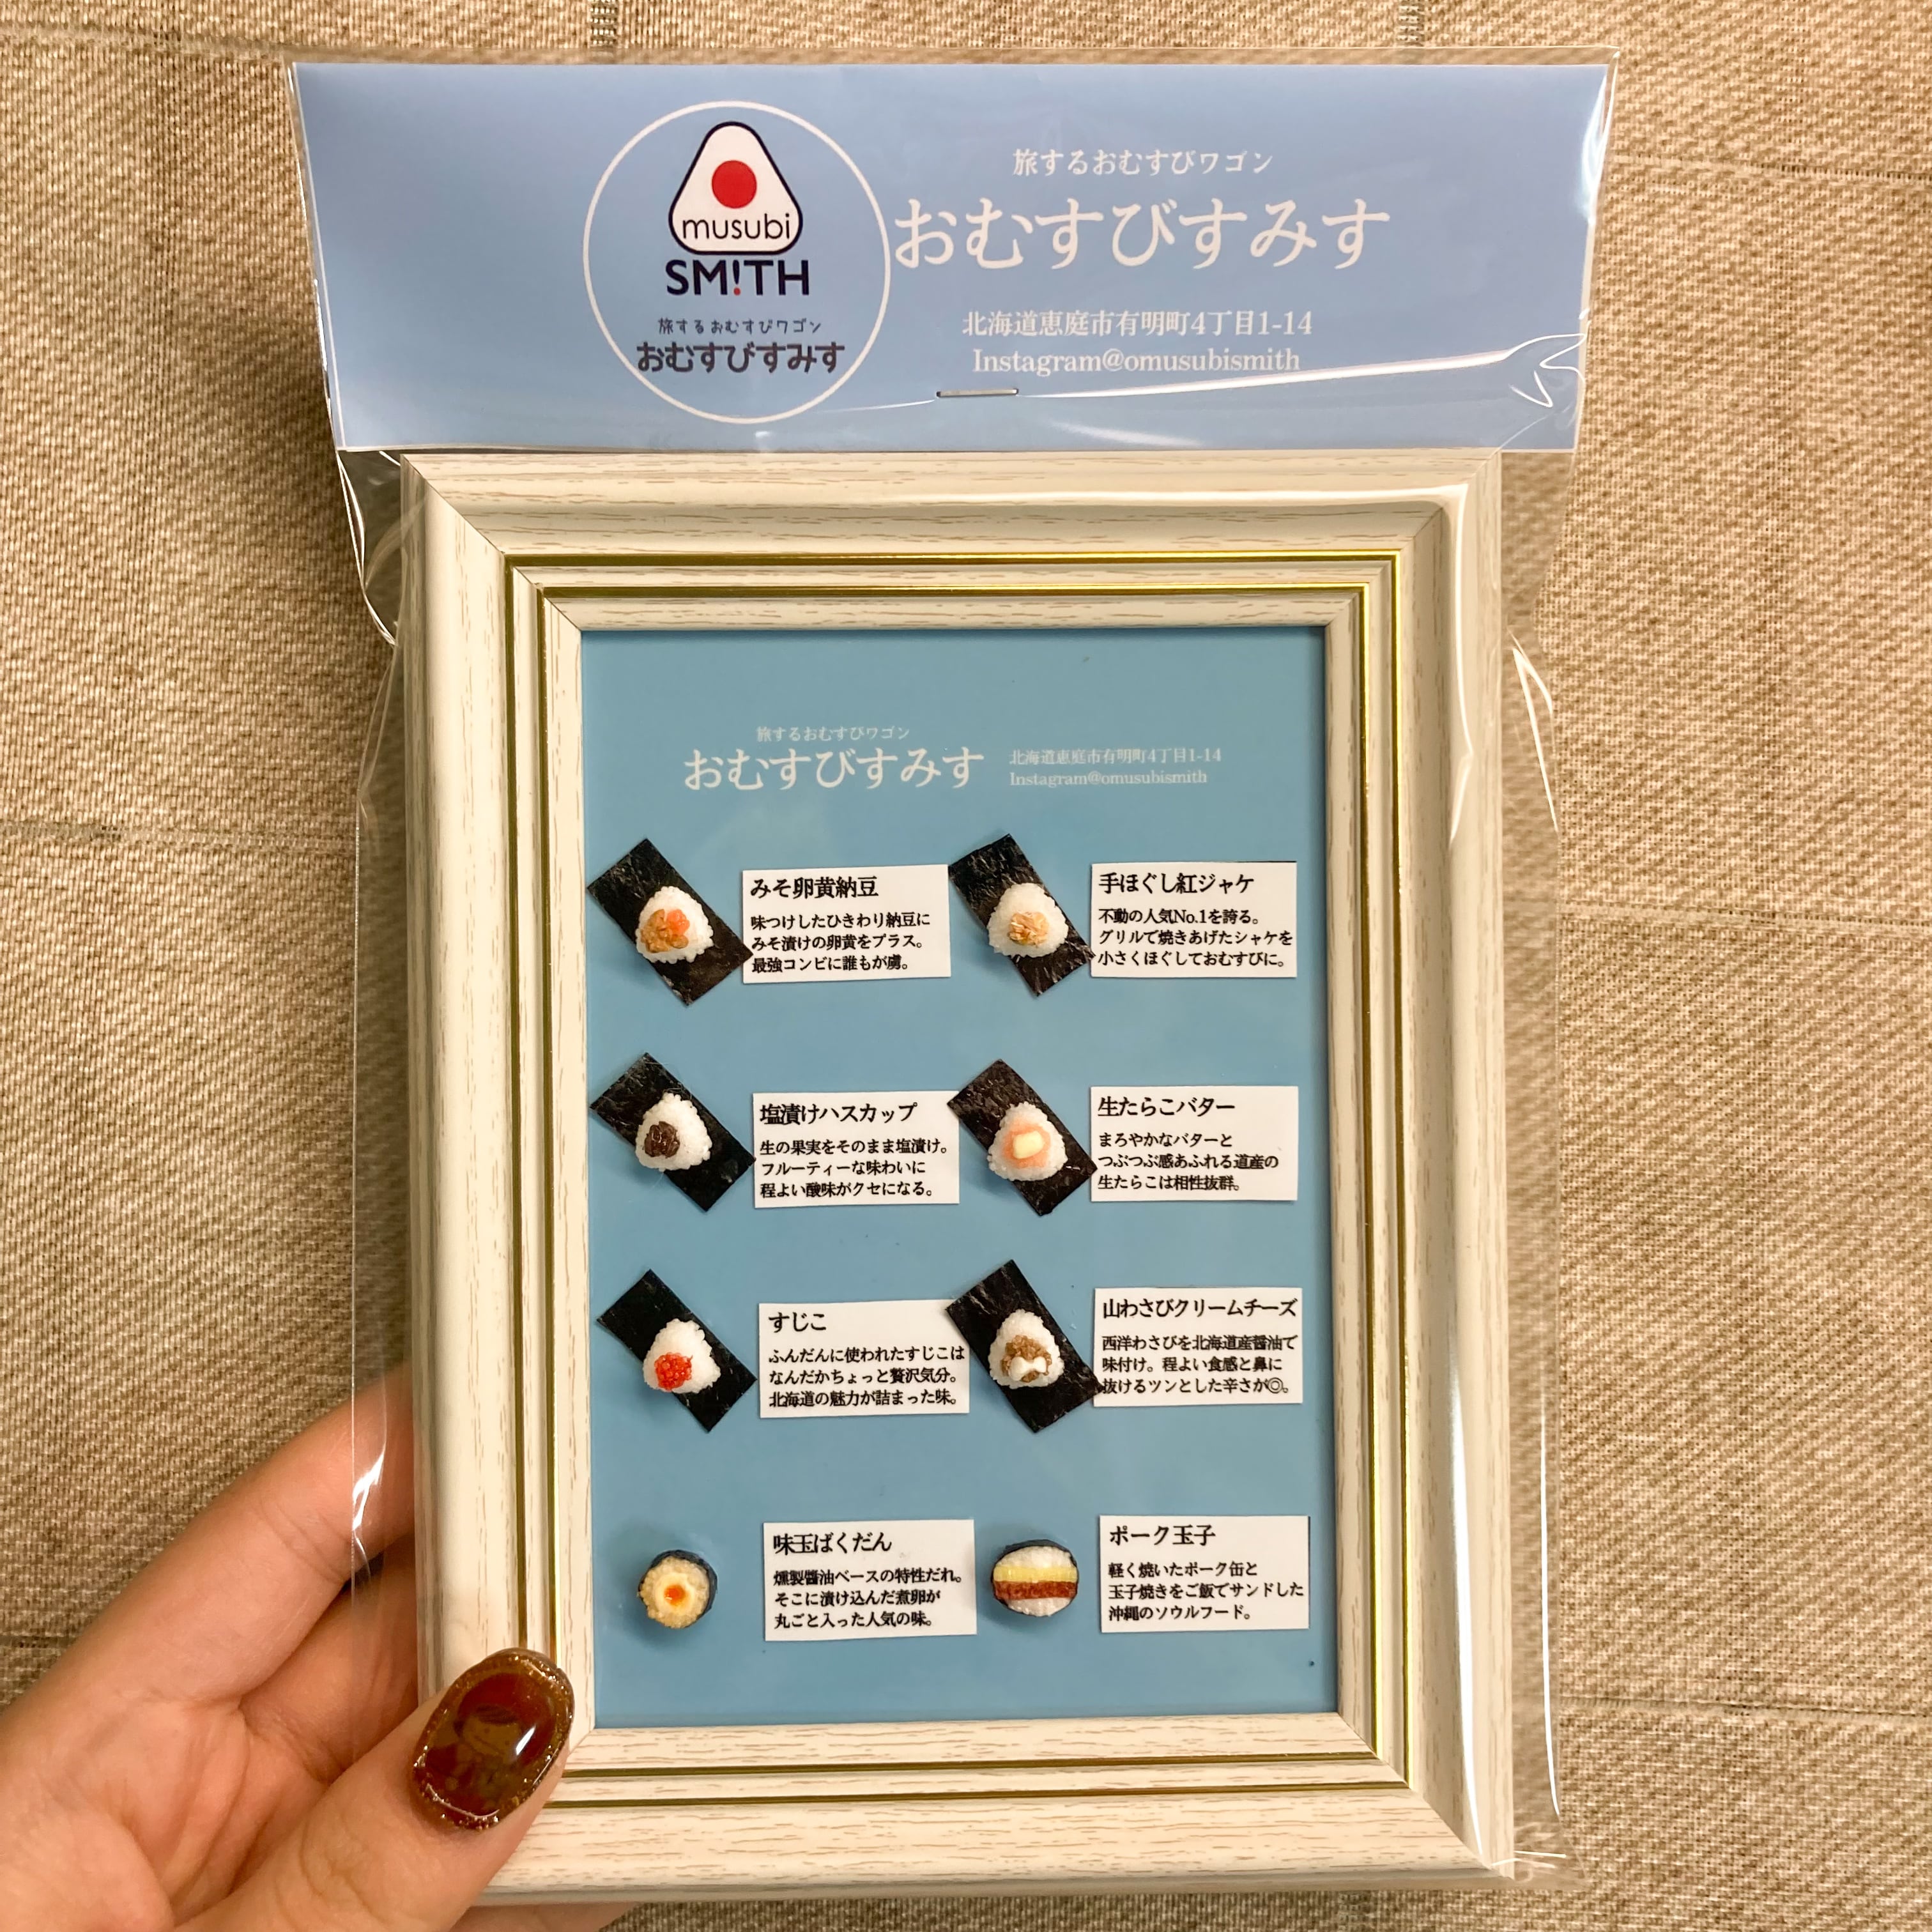 musubi
SM!TH
旅するおむすびワゴン
おむすびすみす
旅するおむすびワゴン
おむすびすみす
北海道恵庭市有明町4丁目1-14
Instagram@omusubismith
旅するおむすびワゴン
おむすびすみす
北海道恵庭市有明町4丁目1-14
Instagram@omusubismith
みそ卵黄納豆
味つけしたひきわり納豆に
みそ漬けの卵黄をプラス。
最強コンビに誰もが虜。
手ほぐし紅ジャケ
不動の人気No.1を誇る。
グリルで焼きあげたシャケを
小さくほぐしておむすびに。
塩漬けハスカップ
生の果実をそのまま塩漬け。
フルーティーな味わいに
程よい酸味がクセになる。
生たらこバター
まろやかなバターと
つぶつぶ感あふれる道産の
生たらこは相性抜群。
すじこ
ふんだんに使われたすじこは
なんだかちょっと贅沢気分。
北海道の魅力が詰まった味。
山わさびクリームチーズ
西洋わさびを北海道産醤油で
味付け。程よい食感と鼻に
抜けるツンとした辛さが◎。
味玉ばくだん
燻製醬油ベースの特性だれ。
そこに漬け込んだ煮卵が
丸ごと入った人気の味。
ポーク玉子
軽く焼いたポーク缶と
玉子焼きをご飯でサンドした
沖縄のソウルフード。